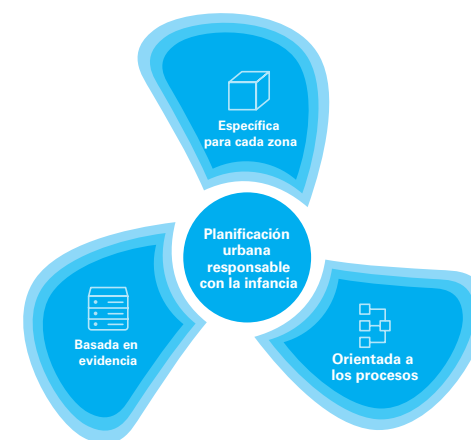 Específica
para cada zona
Planificación
urbana
responsable
con la infancia
Basada en
evidencia
Orientada a
los procesos